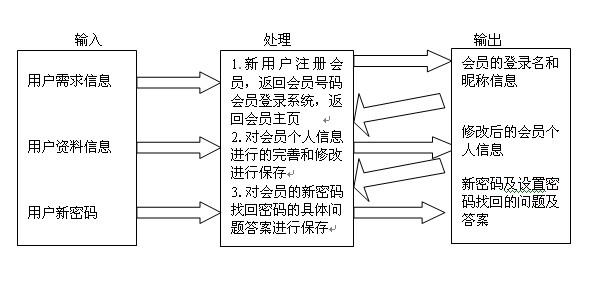 输入
处理
输出
用户需求信息
用户资料信息
用户新密码
1.新用户注册会
员，返回会员号码
会员登录系统，返
回会员主页
2.对会员个人信息
进行的完善和修改
进行保存
3.对会员的新密码
找回密码的具体问
题答案进行保存
会员的登录名和
昵称信息
修改后的会员个
人信息
新密码及设置密
码找回的问题及
答案